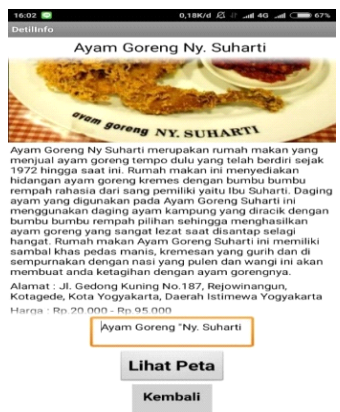 16:02 0,18K/d 4G 67%
DetilInfo
Ayam Goreng Ny. Suharti
ayam goreng NY. SUHARTI
Ayam Goreng Ny Suharti merupakan rumah makan yang
menjual ayam goreng tempo dulu yang telah berdiri sejak
1972 hingga saat ini. Rumah makan ini menyediakan
hidangan ayam goreng kremes dengan bumbu bumbu
rempah rahasia dari sang pemiliki yaitu Ibu Suharti. Daging
ayam yang digunakan pada Ayam Goreng Suharti ini
menggunakan daging ayam kampung yang diracik dengan
bumbu bumbu rempah pilihan sehingga menghasilkan
ayam goreng yang sangat lezat saat disantap selagi
hangat. Rumah makan Ayam Goreng Suharti ini memiliki
sambal khas pedas manis, kremesan yang gurih dan di
sempurnakan dengan nasi yang pulen dan wangi ini akan
membuat anda ketagihan dengan ayam gorengnya.
Alamat : Jl. Gedong Kuning No.187, Rejowinangun,
Kotagede, Kota Yogyakarta, Daerah Istimewa Yogyakarta
Harga : Rp.20.000 - Rp.95.000
Ayam Goreng "Ny. Suharti
Lihat Peta
Kembali